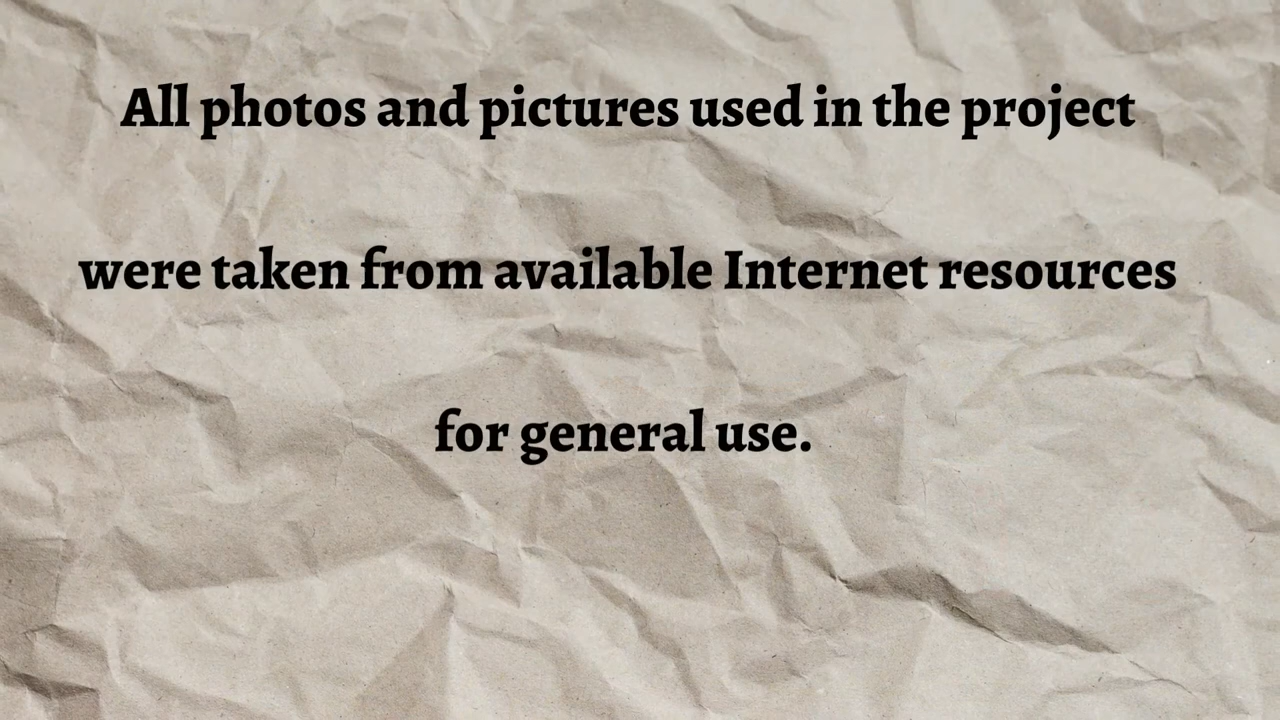 All photos and pictures used in the project
were taken from available Internet resources
for general use.